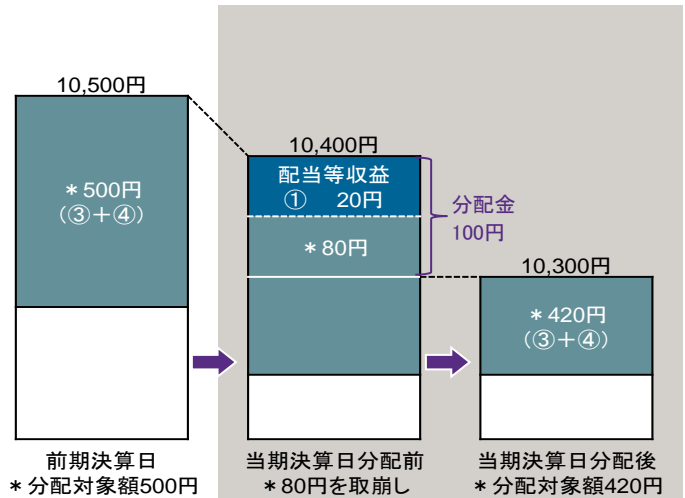 10,500円
＊500円
（③＋④）
前期決算日
＊分配対象額500円
10,400円
配当等収益
①　20円
＊80円
分配金
100円
当期決算日分配前
＊80円を取崩し
10,300円
＊420円
（③＋④）
当期決算日分配後
＊分配対象額420円